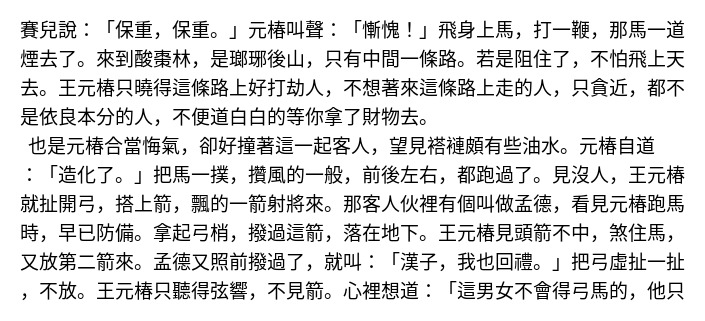 賽兒說：「保重，保重。」元椿叫聲：「慚愧！」飛身上馬，打一鞭，那馬一道
煙去了。來到酸棗林，是瑯琊後山，只有中間一條路。若是阻住了，不怕飛上天
去。王元椿只曉得這條路上好打劫人，不想著來這條路上走的人，只貪近，都不
是依良本分的人，不便道白白的等你拿了財物去。
也是元椿合當悔氣，卻好撞著這一起客人，望見褡褳頗有些油水。元椿自道
：「造化了。」把馬一撲，攢風的一般，前後左右，都跑過了。見沒人，王元椿
就扯開弓，搭上箭，飄的一箭射將來。那客人伙裡有個叫做孟德，看見元椿跑馬
時，早已防備。拿起弓梢，撥過這箭，落在地下。王元椿見頭箭不中，煞住馬，
又放第二箭來。孟德又照前撥過了，就叫：「漢子，我也回禮。」把弓虛扯一扯
，不放。王元椿只聽得弦響，不見箭。心裡想道：「這男女不會得弓馬的，他只